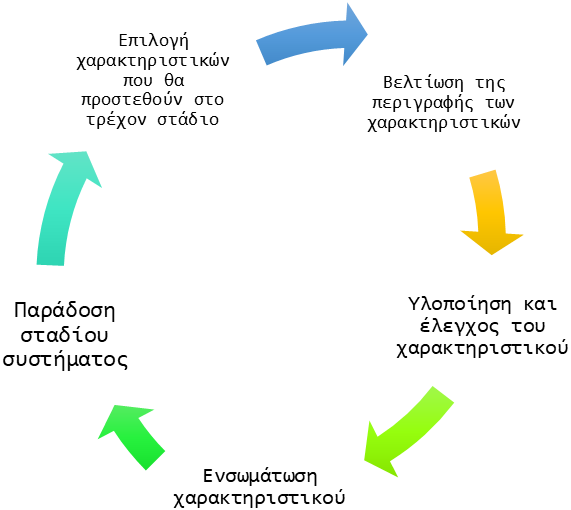 Επιλογή
χαρακτηριστικών
που θα
προστεθούν στο
τρέχον στάδιο
Βελτίωση της
περιγραφής των
χαρακτηριστικών
Υλοποίηση και
έλεγχος του
χαρακτηριστικού
Ενσωμάτωση
χαρακτηριστικού
Παράδοση
σταδίου
συστήματος